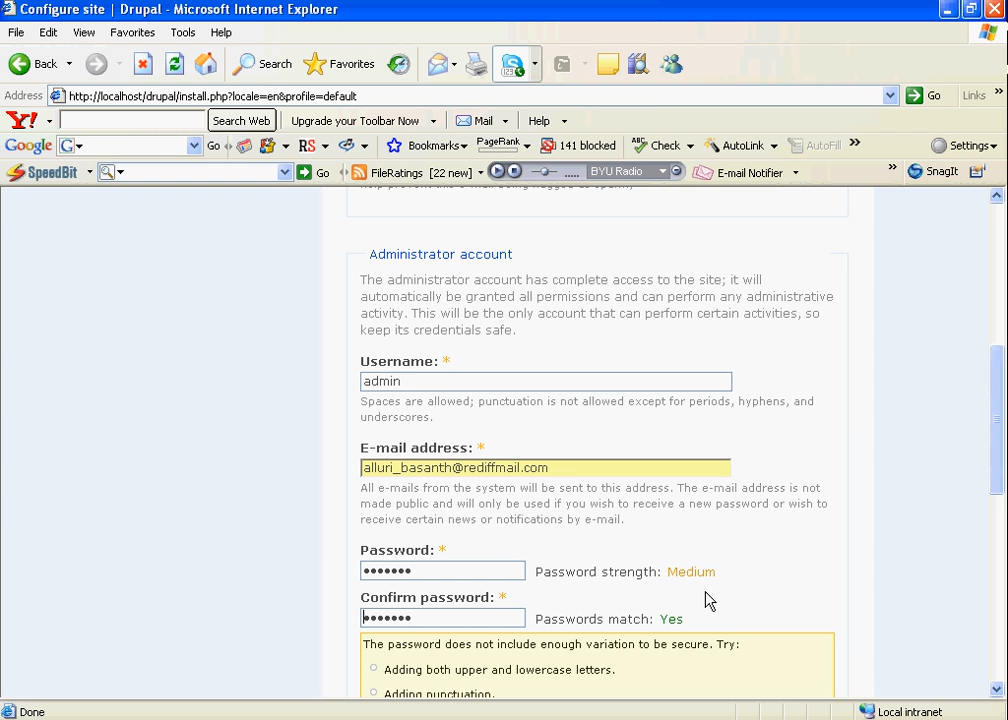 Configure site | Drupal - Microsoft Internet Explorer
File Edit View Favorites Tools Help
Back Search Favorites
Address http://localhost/drupal/install.php?locale=en&profile=default Go Links »
Y! Search Web Upgrade your Toolbar Now Mail Help
Google G Go RS Bookmarks PageRank 141 blocked Check AutoLink AutoFill » Settings
SpeedBit Go FileRatings [22 new] ..... BYU Radio E-mail Notifier » SnagIt
Administrator account
The administrator account has complete access to the site; it will
automatically be granted all permissions and can perform any administrative
activity. This will be the only account that can perform certain activities, so
keep its credentials safe.
Username: *
admin
Spaces are allowed; punctuation is not allowed except for periods, hyphens, and
underscores.
E-mail address: *
alluri_basanth@rediffmail.com
All e-mails from the system will be sent to this address. The e-mail address is not
made public and will only be used if you wish to receive a new password or wish to
receive certain news or notifications by e-mail.
Password: *
••••••• Password strength: Medium
Confirm password: *
••••••• Passwords match: Yes
The password does not include enough variation to be secure. Try:
Adding both upper and lowercase letters.
Adding punctuation.
Done Local intranet